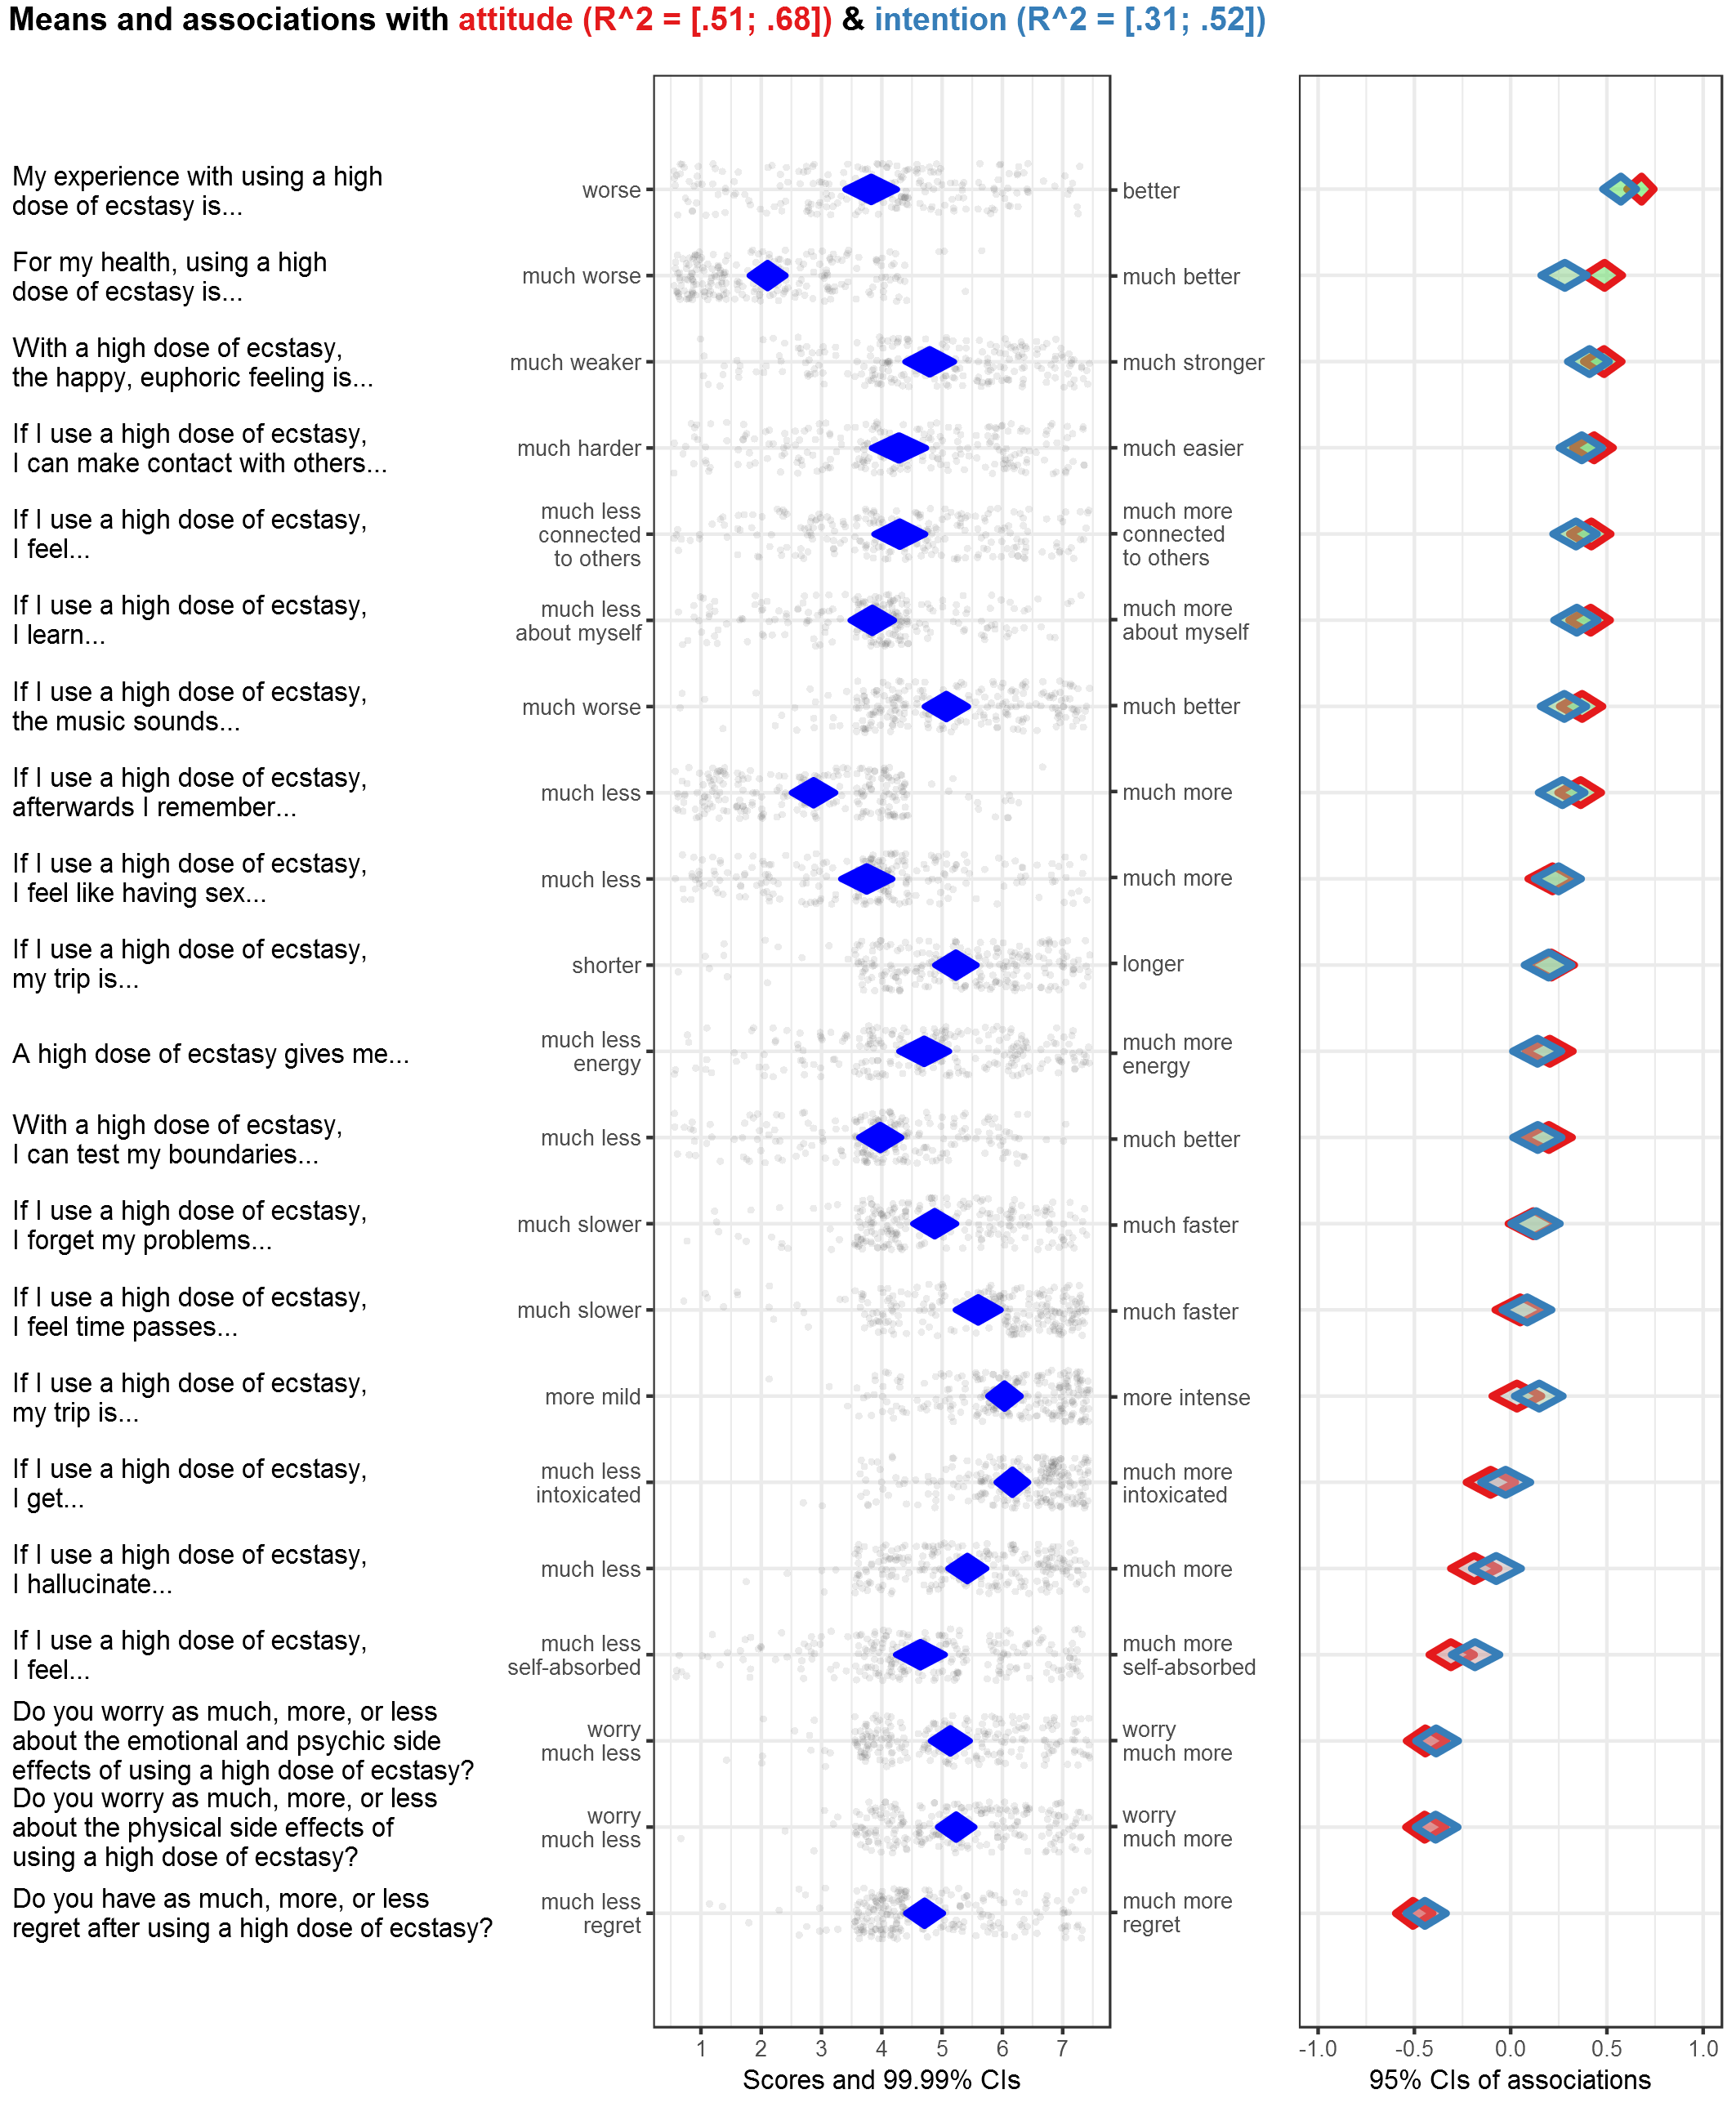 Means and associations with attitude (R^2 = [.51; .68]) & intention (R^2 = [.31; .52])
My experience with using a high
dose of ecstasy is...
worse
better
For my health, using a high
dose of ecstasy is...
much worse
much better
With a high dose of ecstasy,
the happy, euphoric feeling is...
much weaker
much stronger
If I use a high dose of ecstasy,
I can make contact with others...
much harder
much easier
If I use a high dose of ecstasy,
I feel...
much less
connected
to others
much more
connected
to others
If I use a high dose of ecstasy,
I learn...
much less
about myself
much more
about myself
If I use a high dose of ecstasy,
the music sounds...
much worse
much better
If I use a high dose of ecstasy,
afterwards I remember...
much less
much more
If I use a high dose of ecstasy,
I feel like having sex...
much less
much more
If I use a high dose of ecstasy,
my trip is...
shorter
longer
A high dose of ecstasy gives me...
much less
energy
much more
energy
With a high dose of ecstasy,
I can test my boundaries...
much less
much better
If I use a high dose of ecstasy,
I forget my problems...
much slower
much faster
If I use a high dose of ecstasy,
I feel time passes...
much slower
much faster
If I use a high dose of ecstasy,
my trip is...
more mild
more intense
If I use a high dose of ecstasy,
I get...
much less
intoxicated
much more
intoxicated
If I use a high dose of ecstasy,
I hallucinate...
much less
much more
If I use a high dose of ecstasy,
I feel...
much less
self-absorbed
much more
self-absorbed
Do you worry as much, more, or less
about the emotional and psychic side
effects of using a high dose of ecstasy?
worry
much less
worry
much more
Do you worry as much, more, or less
about the physical side effects of
using a high dose of ecstasy?
worry
much less
worry
much more
Do you have as much, more, or less
regret after using a high dose of ecstasy?
much less
regret
much more
regret
1 2 3 4 5 6 7
Scores and 99.99% CIs
-1.0 -0.5 0.0 0.5 1.0
95% CIs of associations